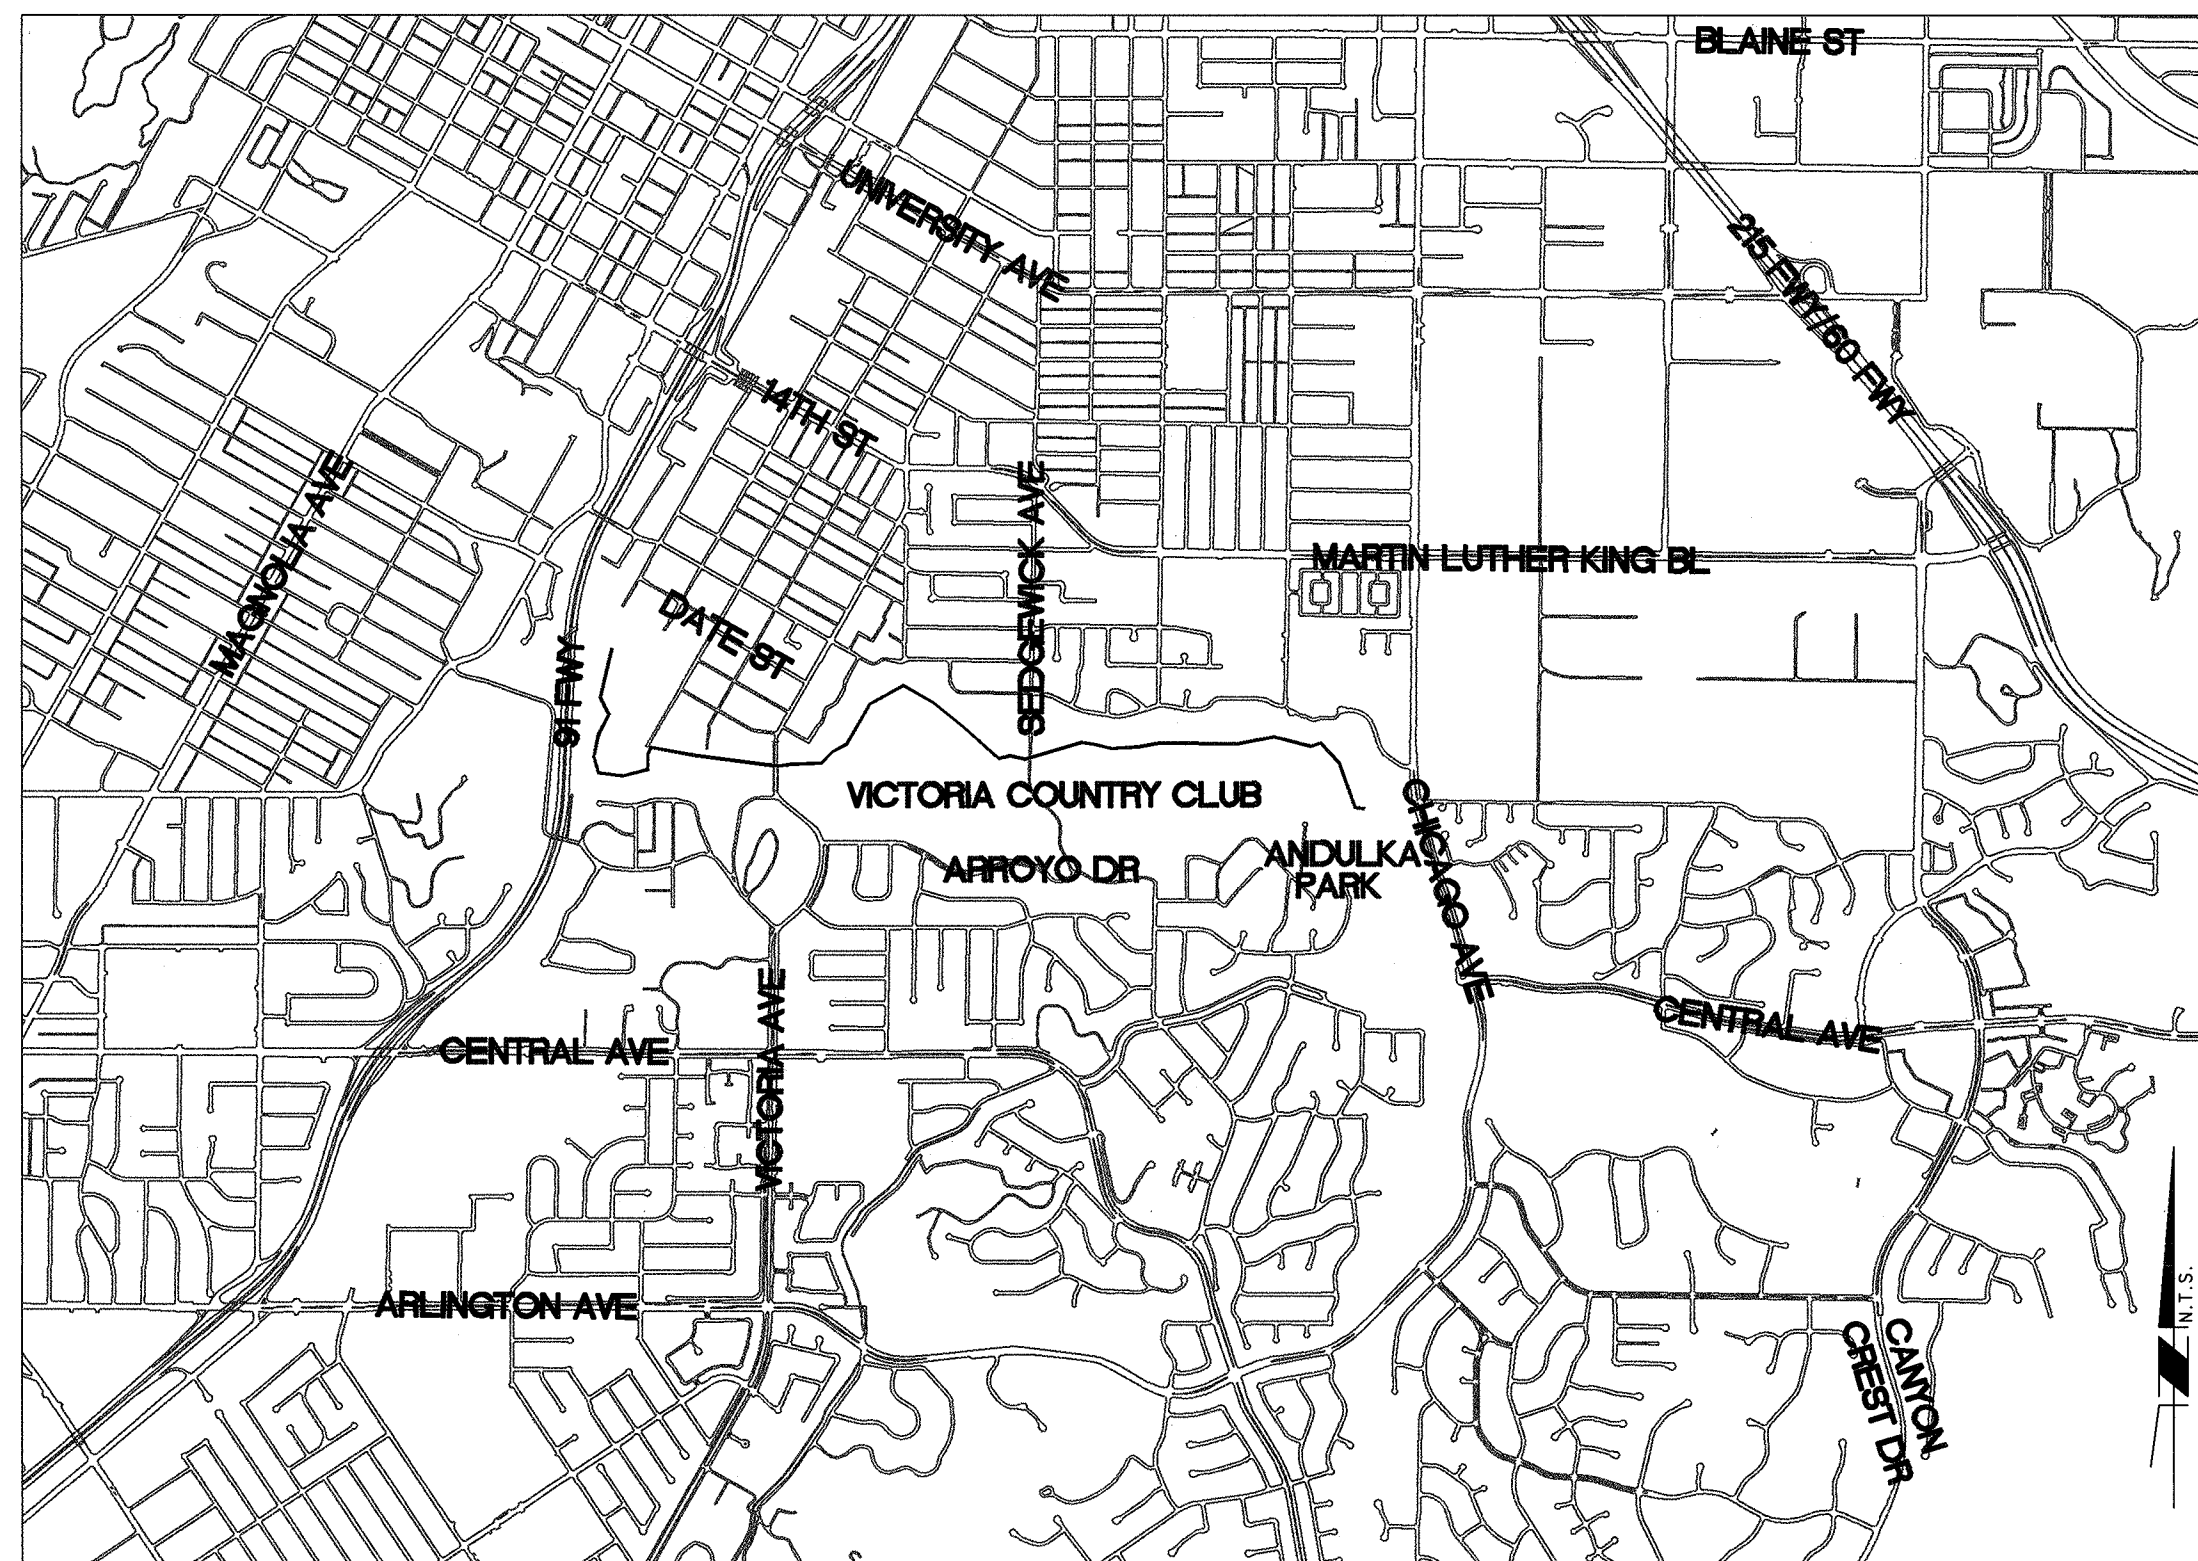 BLAINE ST
UNIVERSITY AVE
215 FWY/60 FWY
14TH ST
MAGNOLIA AVE
SEDGEWICK AVE
MARTIN LUTHER KING BL
DATE ST
91 FWY
VICTORIA COUNTRY CLUB
CHICAGO AVE
ARROYO DR
ANDULKA
PARK
CENTRAL AVE
CENTRAL AVE
VICTORIA AVE
ARLINGTON AVE
CANYON
CREST DR
N.T.S.